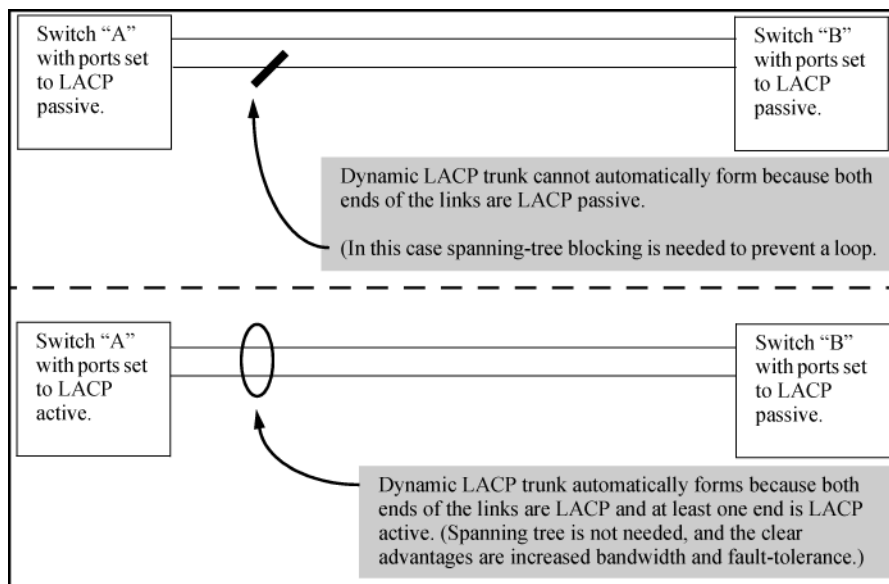 Switch “A”
with ports set
to LACP
passive.
Switch “B”
with ports set
to LACP
passive.
Dynamic LACP trunk cannot automatically form because both
ends of the links are LACP passive.
(In this case spanning-tree blocking is needed to prevent a loop.
Switch “A”
with ports set
to LACP
active.
Switch “B”
with ports set
to LACP
passive.
Dynamic LACP trunk automatically forms because both
ends of the links are LACP and at least one end is LACP
active. (Spanning tree is not needed, and the clear
advantages are increased bandwidth and fault-tolerance.)